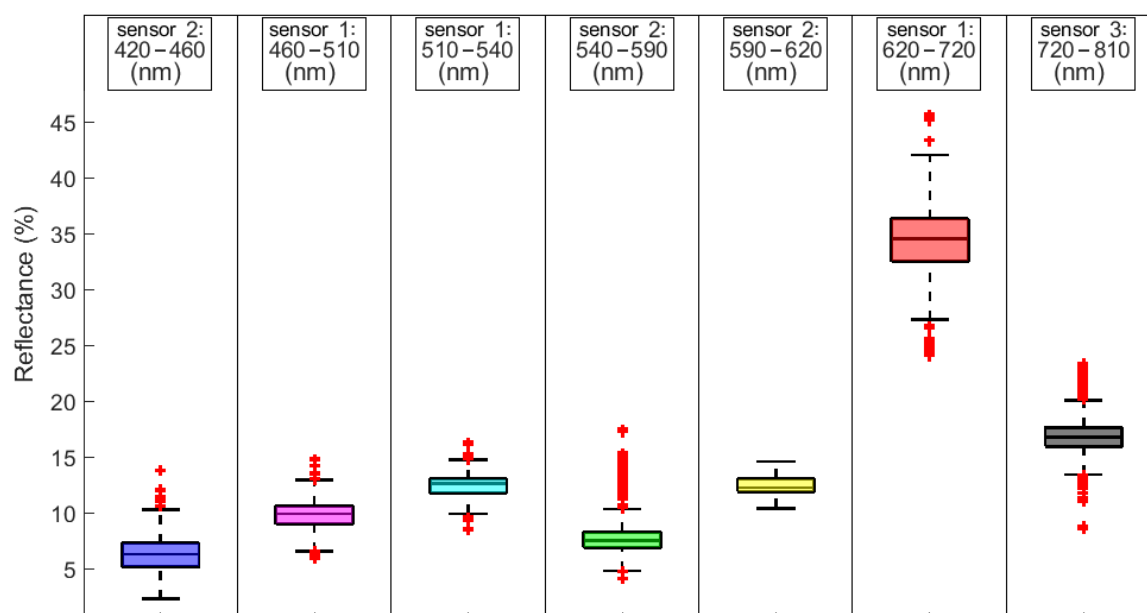 sensor 2:
420–460
(nm)
sensor 1:
460–510
(nm)
sensor 1:
510–540
(nm)
sensor 2:
540–590
(nm)
sensor 2:
590–620
(nm)
sensor 1:
620–720
(nm)
sensor 3:
720–810
(nm)
Reflectance (%)
45
40
35
30
25
20
15
10
5